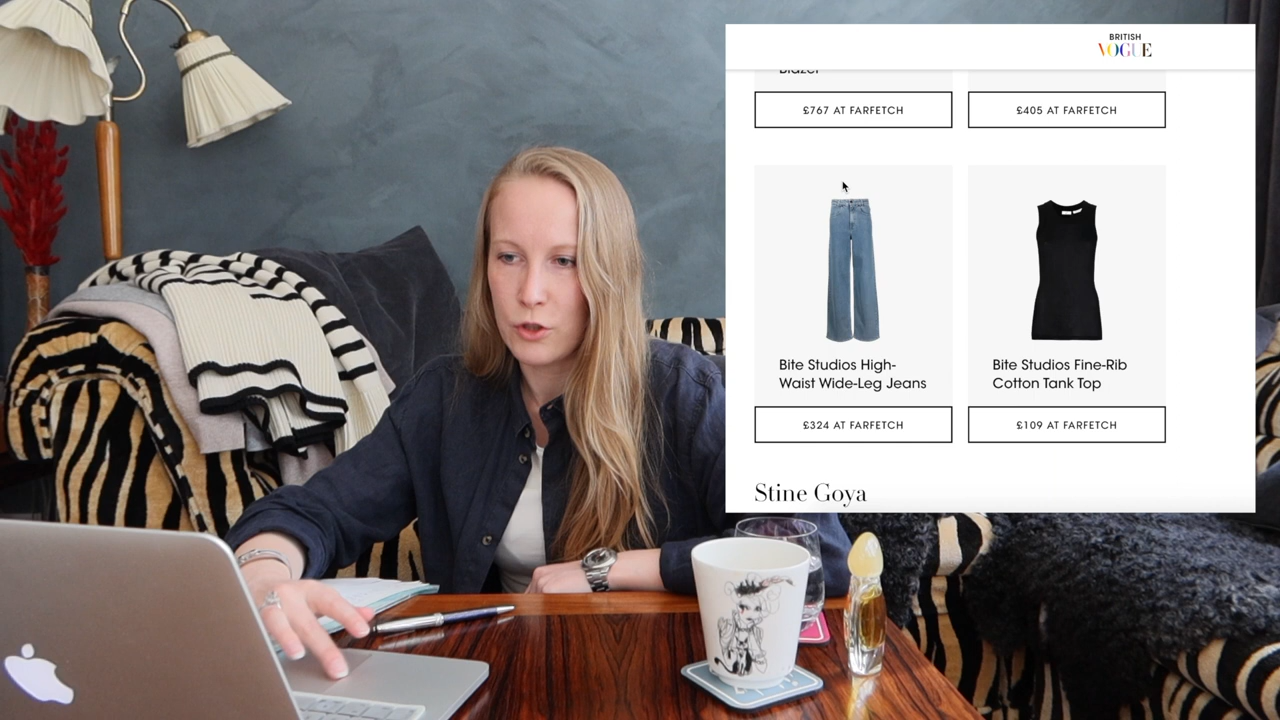 BRITISH
VOGUE
Blazer
£767 AT FARFETCH
£405 AT FARFETCH
Bite Studios High-
Waist Wide-Leg Jeans
Bite Studios Fine-Rib
Cotton Tank Top
£324 AT FARFETCH
£109 AT FARFETCH
Stine Goya